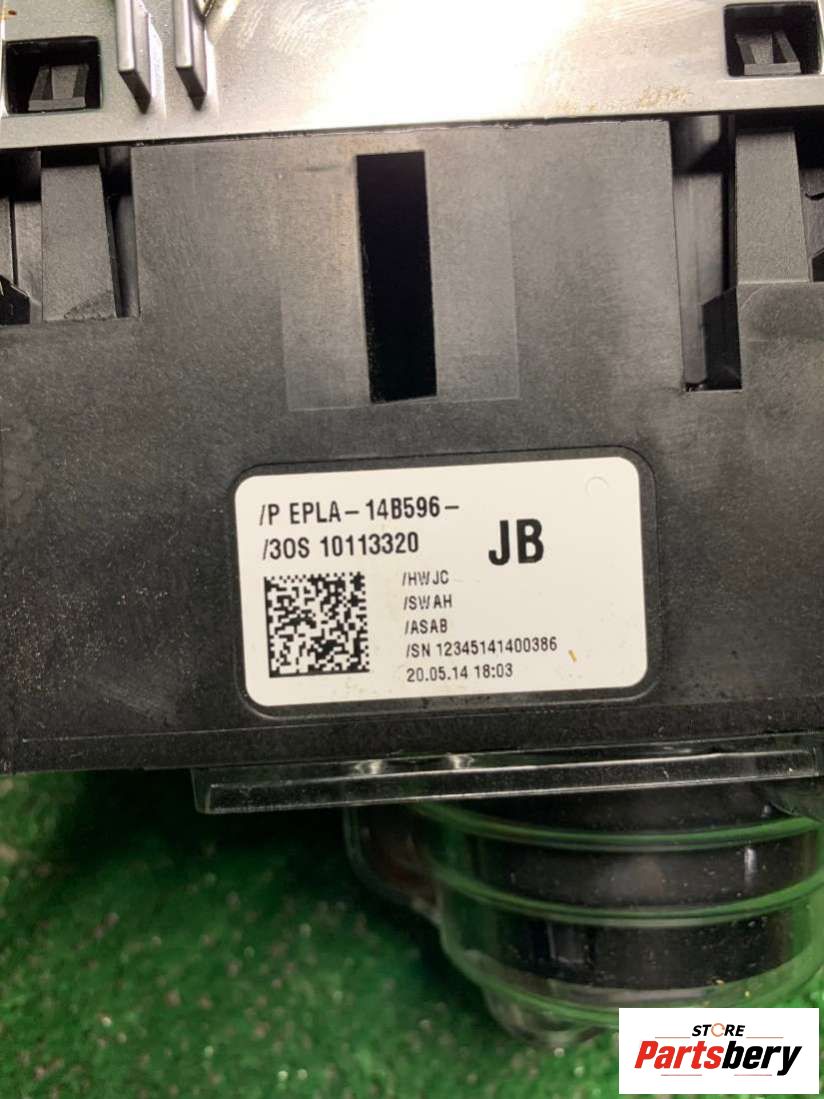 /P EPLA-14B596-
/30S 10113320
JB
/HWJC
/SWAH
/ASAB
/SN 12345141400386
20.05.14 18:03
STORE
Partsbery